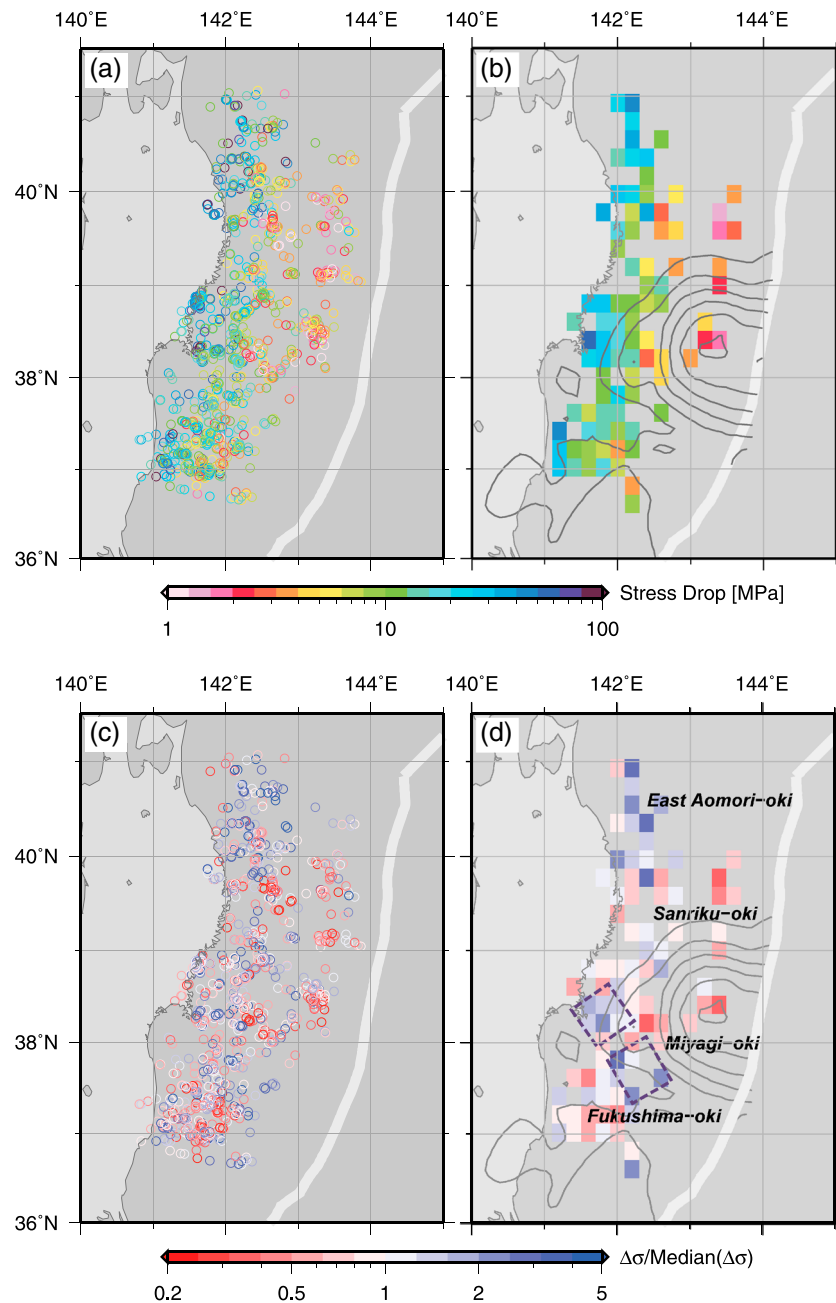 140°E 142°E 144°E 140°E 142°E 144°E
(a) (b)
40°N
38°N
36°N
Stress Drop [MPa]
1 10 100
140°E 142°E 144°E 140°E 142°E 144°E
(c) (d)
East Aomori−oki
40°N
Sanriku−oki
38°N
Miyagi−oki
Fukushima−oki
36°N
Δσ/Median(Δσ)
0.2 0.5 1 2 5